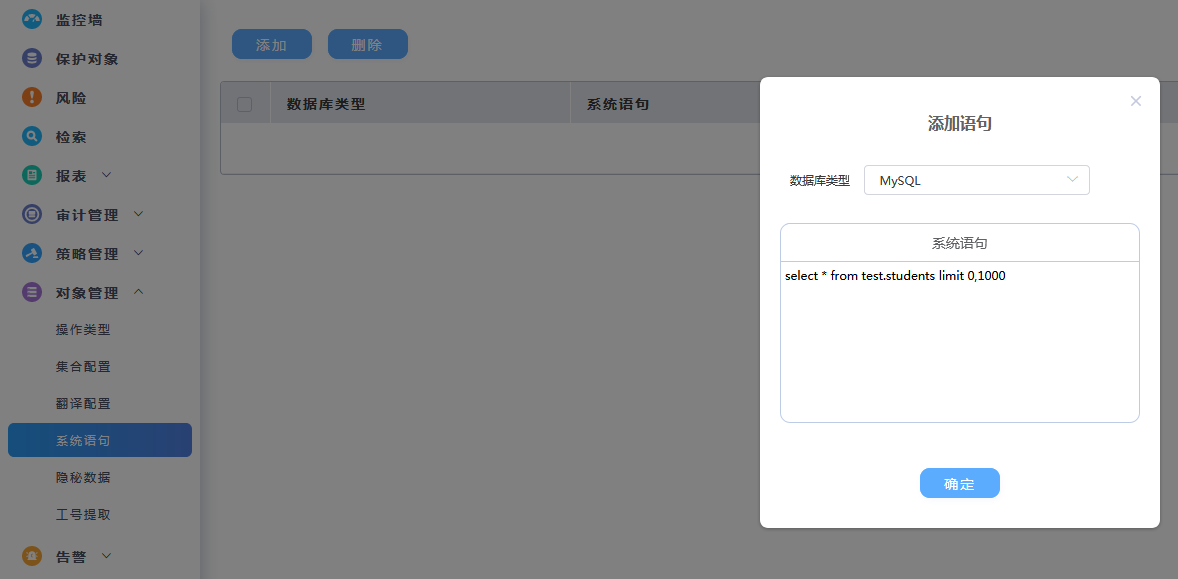 监控墙
保护对象
风险
检索
报表
审计管理
策略管理
对象管理
操作类型
集合配置
翻译配置
系统语句
隐秘数据
工号提取
告警
添加
删除
数据库类型
系统语句
添加语句
数据库类型
MySQL
系统语句
select * from test.students limit 0,1000
确定